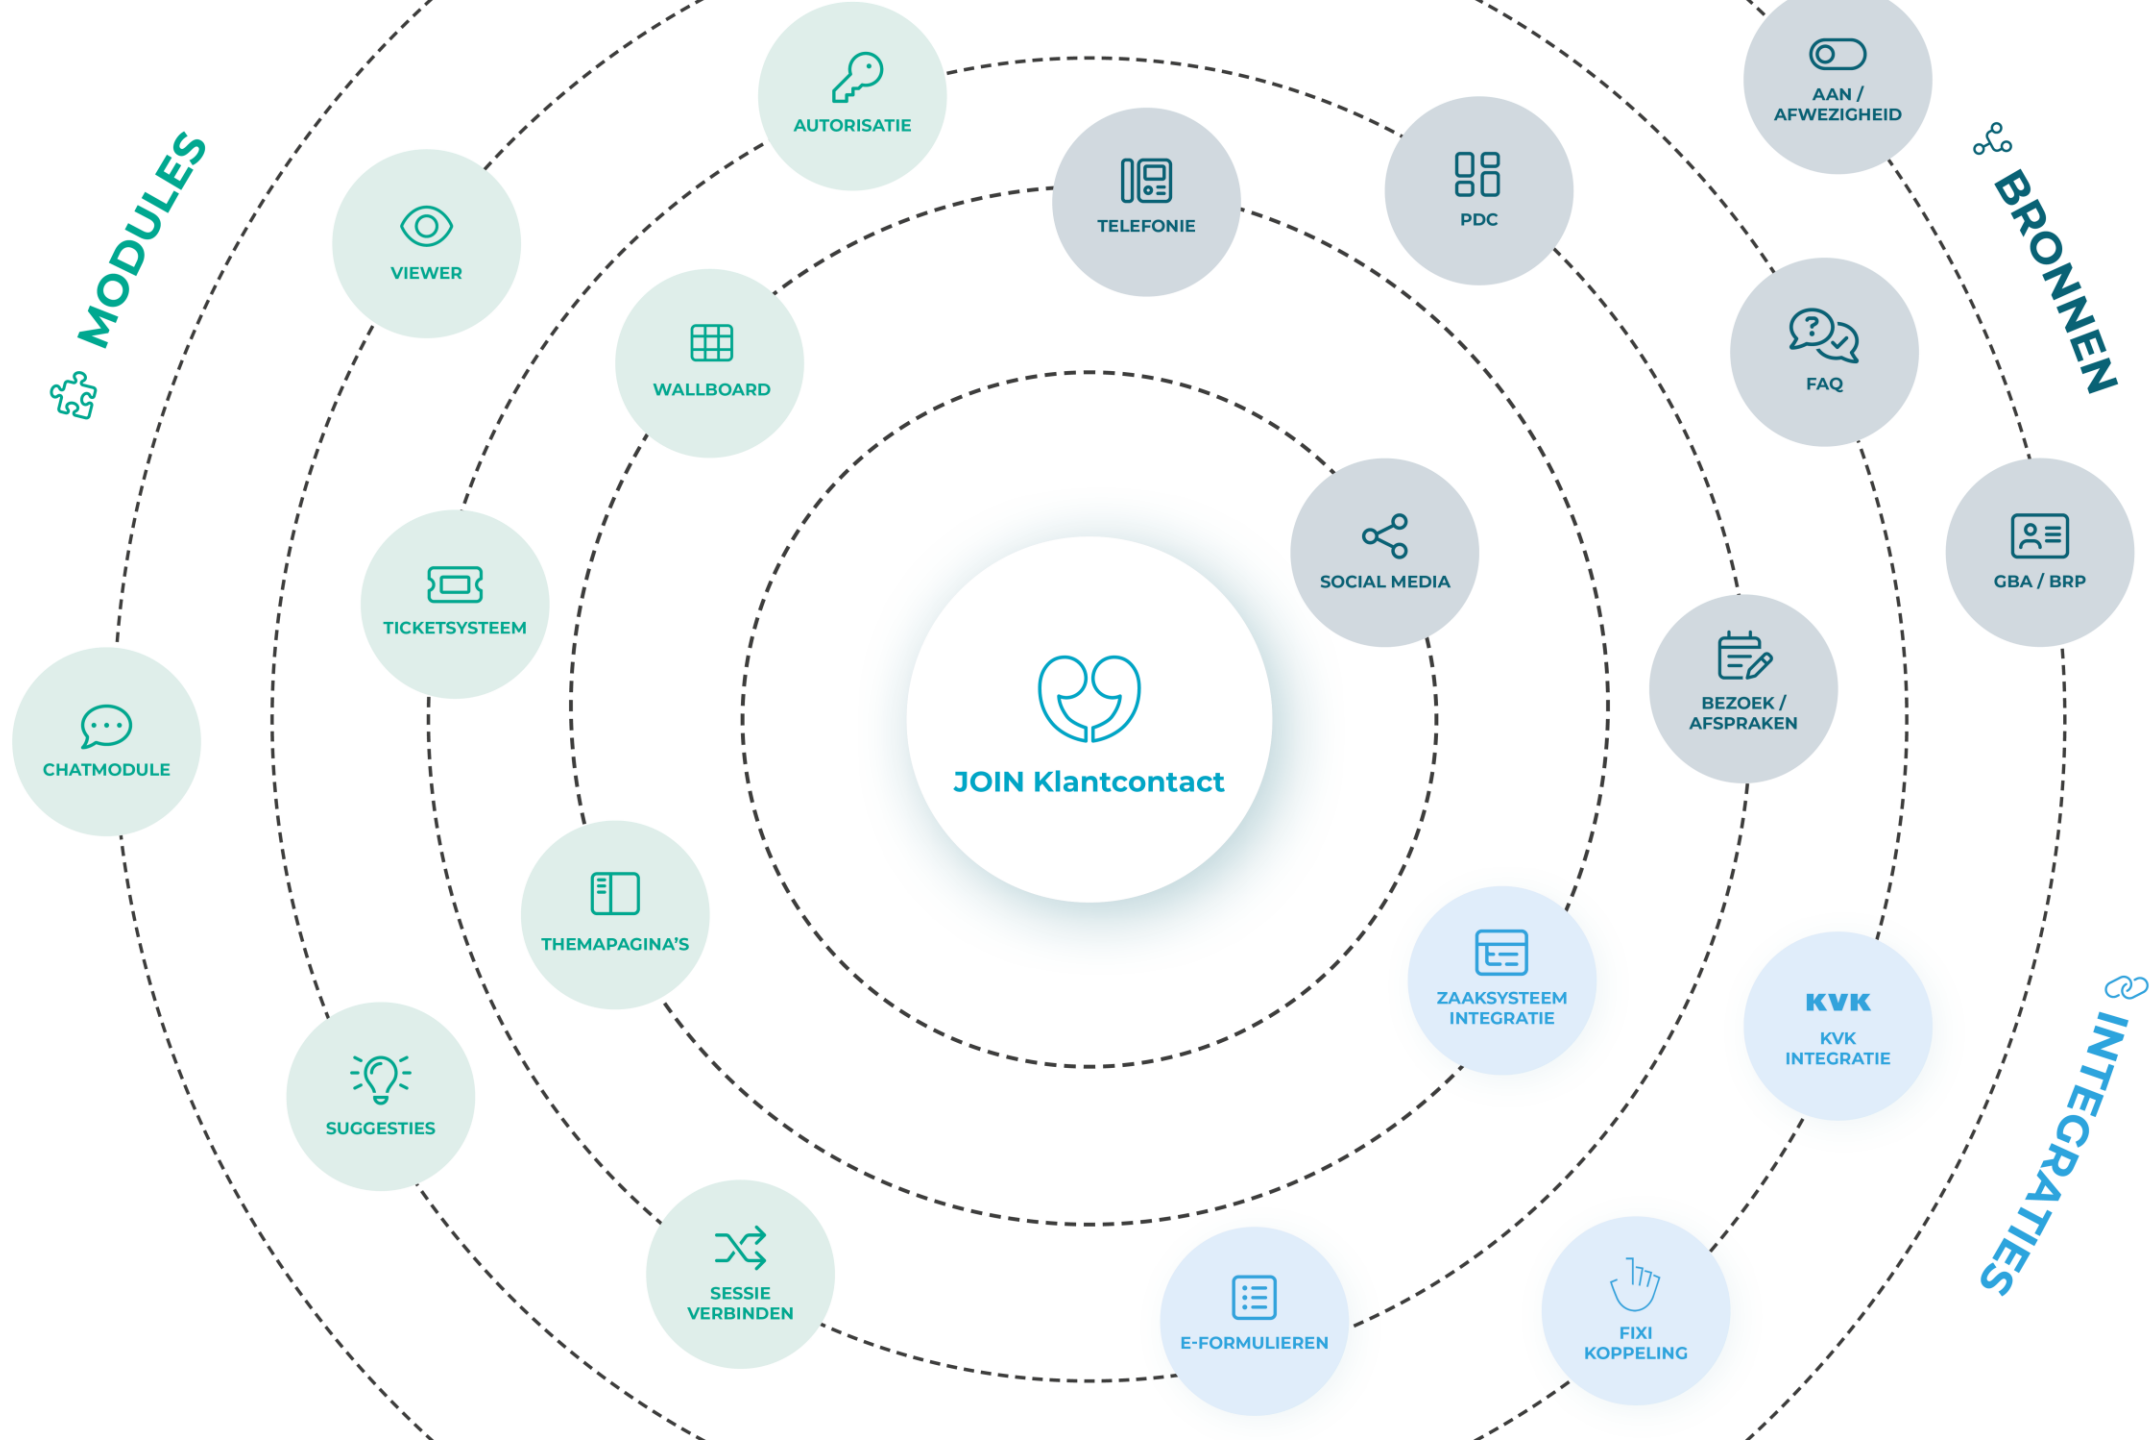 MODULES
AUTORISATIE
VIEWER
WALLBOARD
TICKETSYSTEEM
CHATMODULE
THEMAPAGINA'S
SUGGESTIES
SESSIE
VERBINDEN
JOIN Klantcontact
BRONNEN
AAN /
AFWEZIGHEID
TELEFONIE
PDC
FAQ
SOCIAL MEDIA
GBA / BRP
BEZOEK /
AFSPRAKEN
INTEGRATIES
ZAAKSYSTEEM
INTEGRATIE
KVK
KVK
INTEGRATIE
E-FORMULIEREN
FIXI
KOPPELING